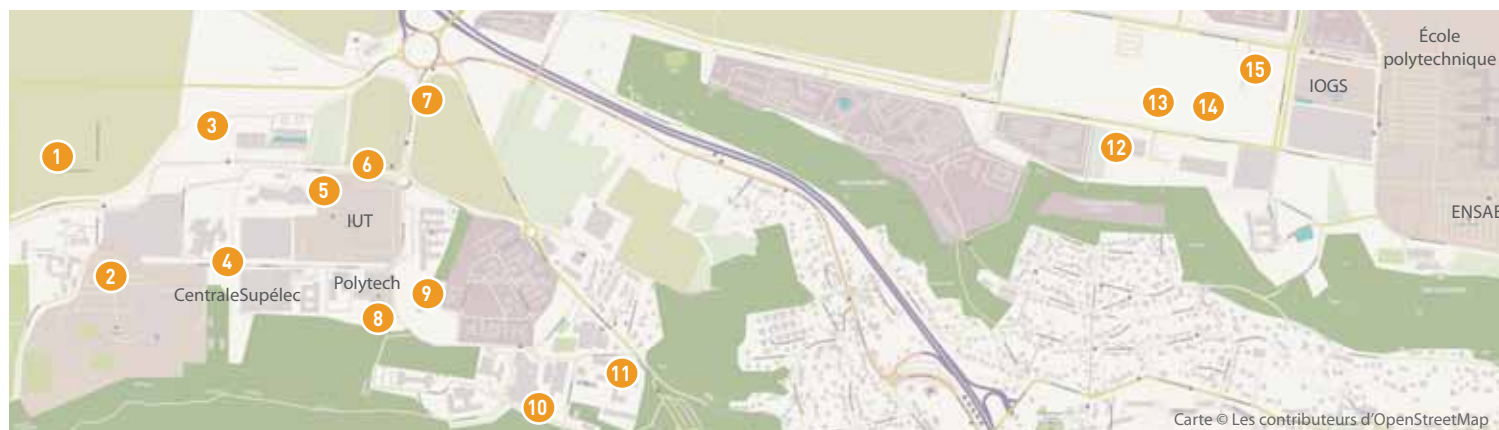 École
polytechnique
15
IOGS
7
13
14
3
12
1
6
5
IUT
ENSAE
4
2
Polytech
CentraleSupélec
9
8
11
10
Carte © Les contributeurs d'OpenStreetMap